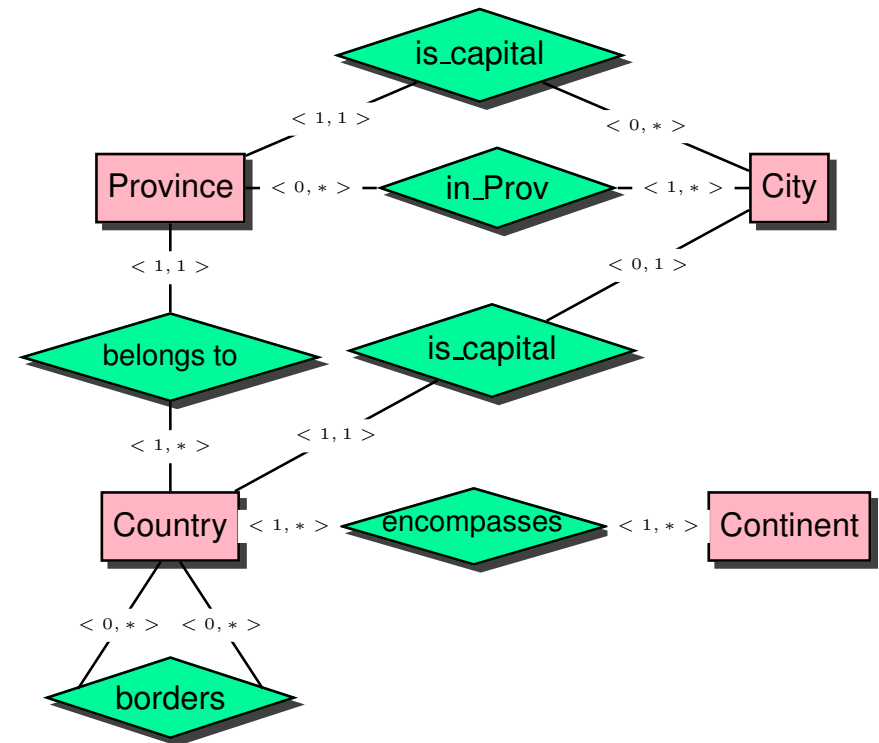 is_capital
< 1, 1 >
< 0, * >
Province
< 0, * >
in_Prov
< 1, * >
City
< 1, 1 >
< 0, 1 >
belongs to
is_capital
< 1, * >
< 1, 1 >
Country
< 1, * >
encompasses
< 1, * >
Continent
< 0, * >
< 0, * >
borders